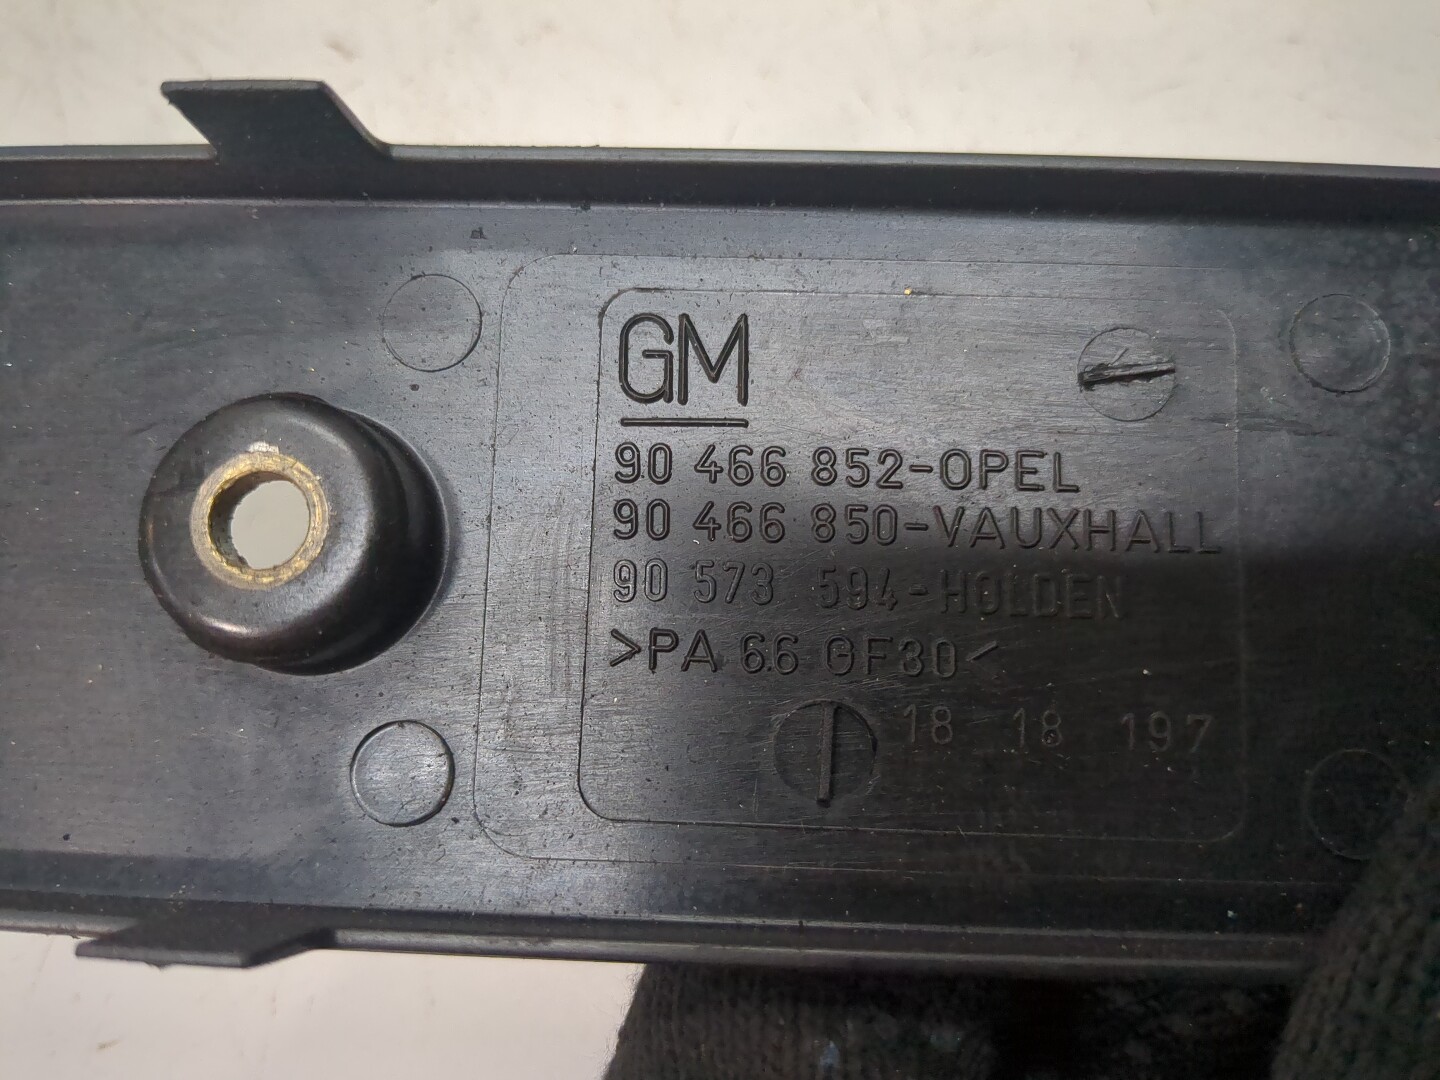 GM
90 466 852-OPEL
90 466 850-VAUXHALL
90 573 594-HOLDEN
>PA 66 GF30<
18 18 197